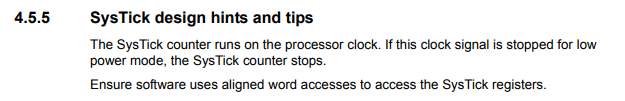 4.5.5 SysTick design hints and tips
The SysTick counter runs on the processor clock. If this clock signal is stopped for low
power mode, the SysTick counter stops.
Ensure software uses aligned word accesses to access the SysTick registers.